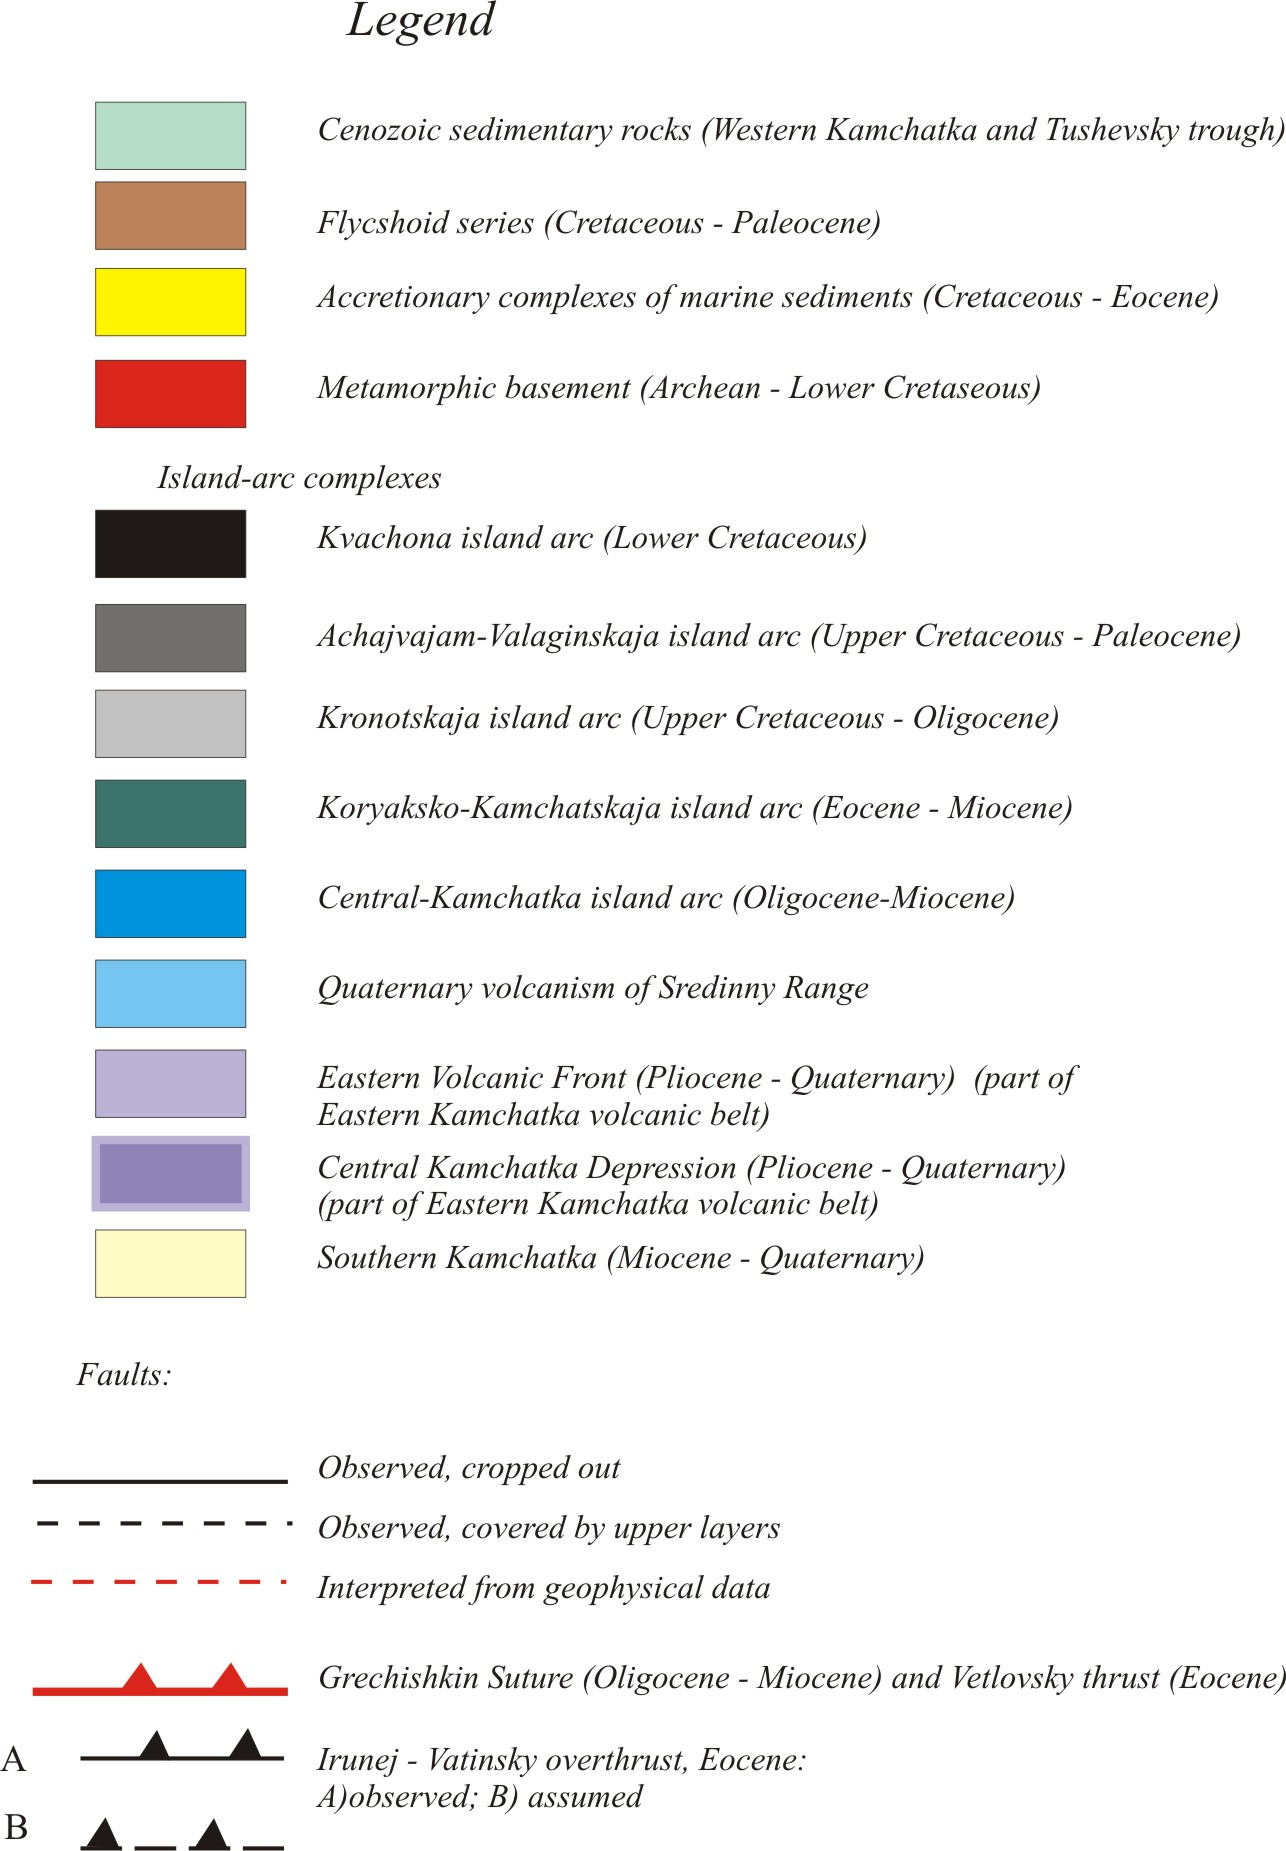 Legend
Cenozoic sedimentary rocks (Western Kamchatka and Tushevsky trough)
Flycshoid series (Cretaceous - Paleocene)
Accretionary complexes of marine sediments (Cretaceous - Eocene)
Metamorphic basement (Archean - Lower Cretaseous)
Island-arc complexes
Kvachona island arc (Lower Cretaceous)
Achajvajam-Valaginskaja island arc (Upper Cretaceous - Paleocene)
Kronotskaja island arc (Upper Cretaceous - Oligocene)
Koryaksko-Kamchatskaja island arc (Eocene - Miocene)
Central-Kamchatka island arc (Oligocene-Miocene)
Quaternary volcanism of Sredinny Range
Eastern Volcanic Front (Pliocene - Quaternary) (part of
Eastern Kamchatka volcanic belt)
Central Kamchatka Depression (Pliocene - Quaternary)
(part of Eastern Kamchatka volcanic belt)
Southern Kamchatka (Miocene - Quaternary)
Faults:
Observed, cropped out
Observed, covered by upper layers
Interpreted from geophysical data
Grechishkin Suture (Oligocene - Miocene) and Vetlovsky thrust (Eocene)
A Irunej - Vatinsky overthrust, Eocene:
A)observed; B) assumed
B